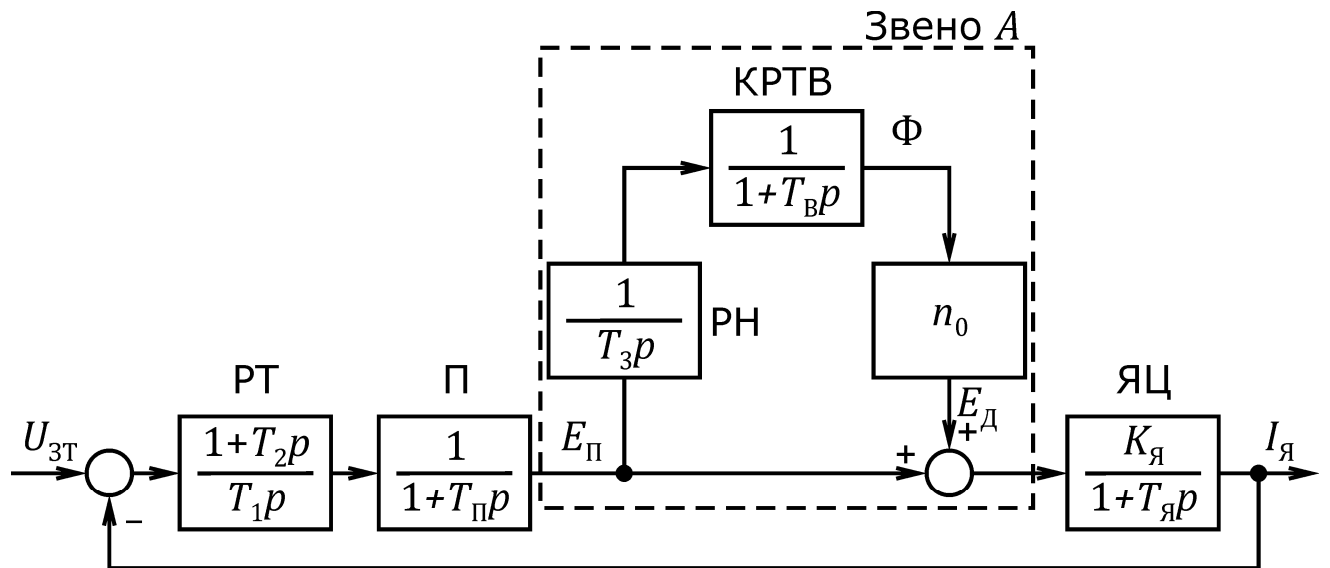 Звено A
КРТВ
1
1+TВp
Ф
1
T3p
РН
n0
РТ
П
ЯЦ
UЗТ
1+T2p
T1p
1
1+TПp
EП
EД
+
+
KЯ
1+TЯp
IЯ
−